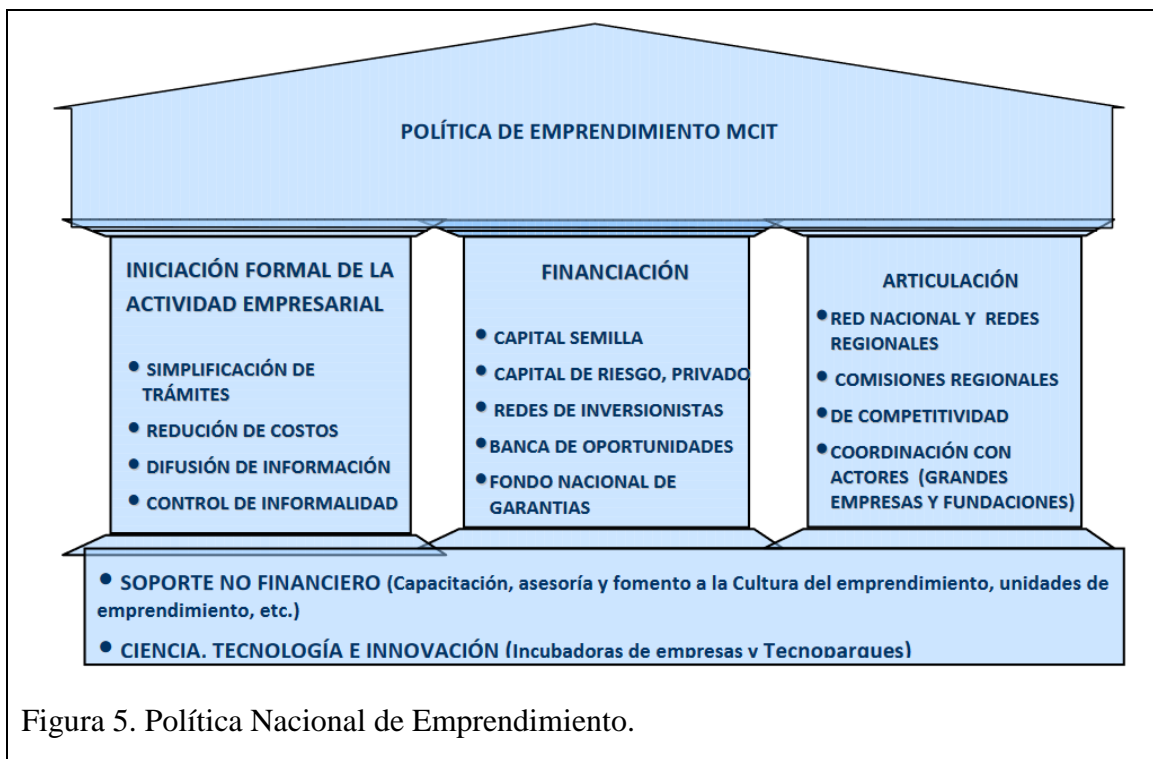 POLÍTICA DE EMPRENDIMIENTO MCIT
INICIACIÓN FORMAL DE LA
ACTIVIDAD EMPRESARIAL
• SIMPLIFICACIÓN DE
TRÁMITES
• REDUCIÓN DE COSTOS
• DIFUSIÓN DE INFORMACIÓN
• CONTROL DE INFORMALIDAD
FINANCIACIÓN
• CAPITAL SEMILLA
• CAPITAL DE RIESGO, PRIVADO
• REDES DE INVERSIONISTAS
• BANCA DE OPORTUNIDADES
• FONDO NACIONAL DE
GARANTIAS
ARTICULACIÓN
• RED NACIONAL Y REDES
REGIONALES
• COMISIONES REGIONALES
• DE COMPETITIVIDAD
• COORDINACIÓN CON
ACTORES (GRANDES
EMPRESAS Y FUNDACIONES)
• SOPORTE NO FINANCIERO (Capacitación, asesoría y fomento a la Cultura del emprendimiento, unidades de
emprendimiento, etc.)
• CIENCIA. TECNOLOGÍA E INNOVACIÓN (Incubadoras de empresas y Tecnoparques)
Figura 5. Política Nacional de Emprendimiento.